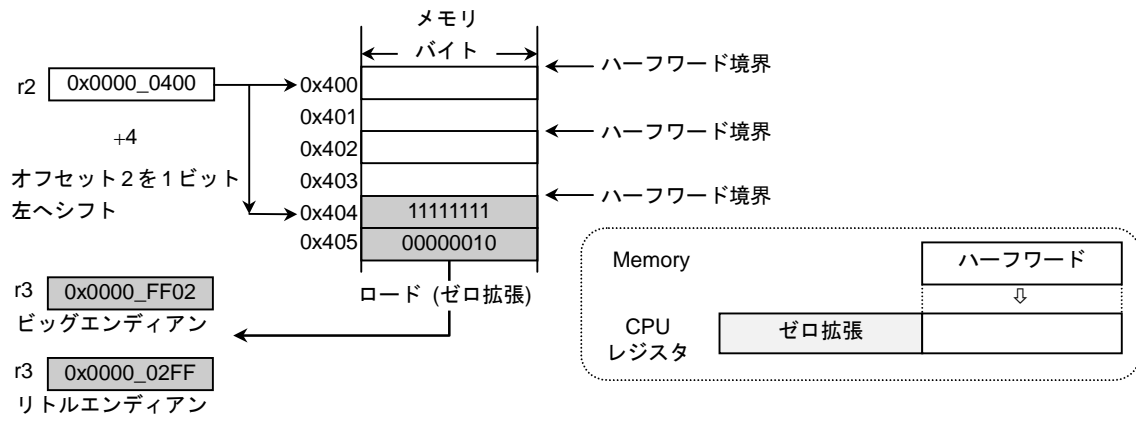 メモリ
バイト
ハーフワード境界
r2 0x0000_0400
0x400
0x401
+4
ハーフワード境界
0x402
オフセット2を1ビット
左へシフト
0x403
ハーフワード境界
0x404 11111111
0x405 00000010
ロード (ゼロ拡張)
r3 0x0000_FF02
ビッグエンディアン
r3 0x0000_02FF
リトルエンディアン
Memory ハーフワード
⇩
CPU
レジスタ
ゼロ拡張